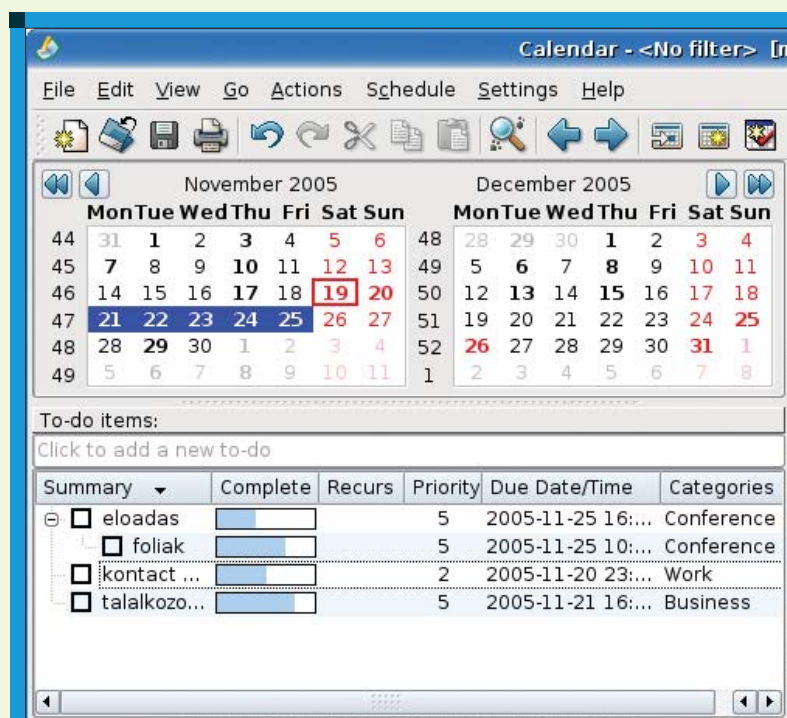 Calendar - <No filter> [
File Edit View Go Actions Schedule Settings Help
November 2005 December 2005
Mon Tue Wed Thu Fri Sat Sun Mon Tue Wed Thu Fri Sat Sun
44 31 1 2 3 4 5 6 48 28 29 30 1 2 3 4
45 7 8 9 10 11 12 13 49 5 6 7 8 9 10 11
46 14 15 16 17 18 19 20 50 12 13 14 15 16 17 18
47 21 22 23 24 25 26 27 51 19 20 21 22 23 24 25
48 28 29 30 1 2 3 4 52 26 27 28 29 30 31 1
49 5 6 7 8 9 10 11 1 2 3 4 5 6 7 8
To-do items:
Click to add a new to-do
Summary Complete Recurs Priority Due Date/Time Categories
eloadas 5 2005-11-25 16:... Conference
foliak 5 2005-11-25 10:... Conference
kontact ... 2 2005-11-20 23:... Work
talalkozo... 5 2005-11-21 16:... Business